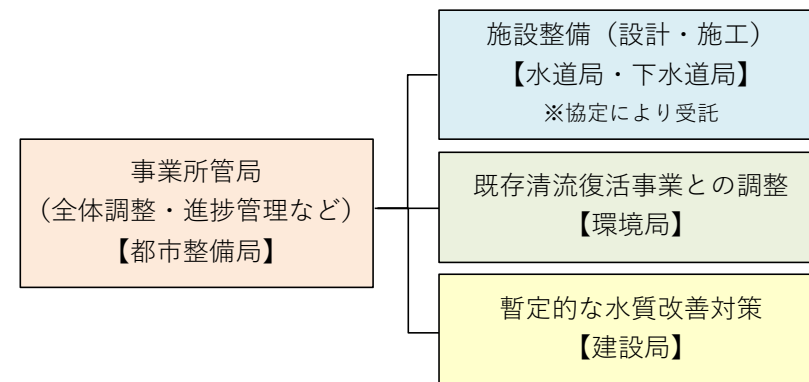 事業所管局
（全体調整・進捗管理など）
【都市整備局】
施設整備（設計・施工）
【水道局・下水道局】
※協定により受託
既存清流復活事業との調整
【環境局】
暫定的な水質改善対策
【建設局】